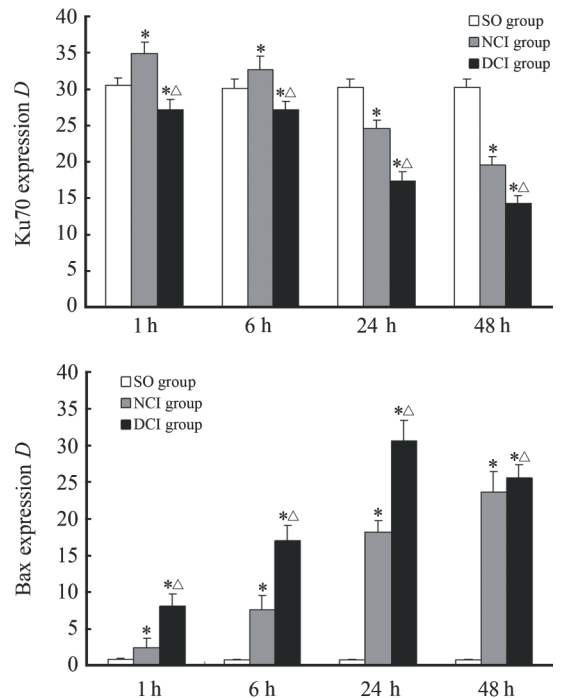 40
35
30
25
20
15
10
5
0
Ku70 expression D
SO group
NCI group
DCI group
*
*△
*
*△
*
*△
*
*△
1 h
6 h
24 h
48 h
40
35
30
25
20
15
10
5
0
Bax expression D
SO group
NCI group
DCI group
*
*△
*
*△
*
*△
*
*△
1 h
6 h
24 h
48 h